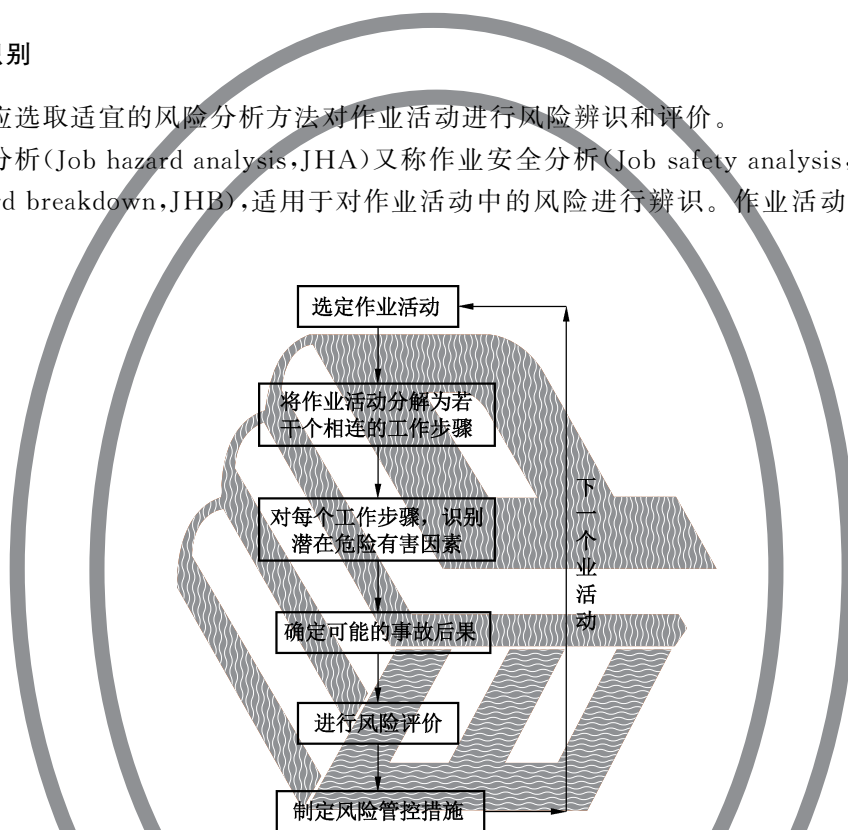 别
应选取适宜的风险分析方法对作业活动进行风险辨识和评价。
分析(Job hazard analysis,JHA)又称作业安全分析(Job safety analysis,
rd breakdown,JHB),适用于对作业活动中的风险进行辨识。作业活动
选定作业活动
将作业活动分解为若
干个相连的工作步骤
对每个工作步骤，识别
潜在危险有害因素
确定可能的事故后果
进行风险评价
制定风险管控措施
下一个业活动